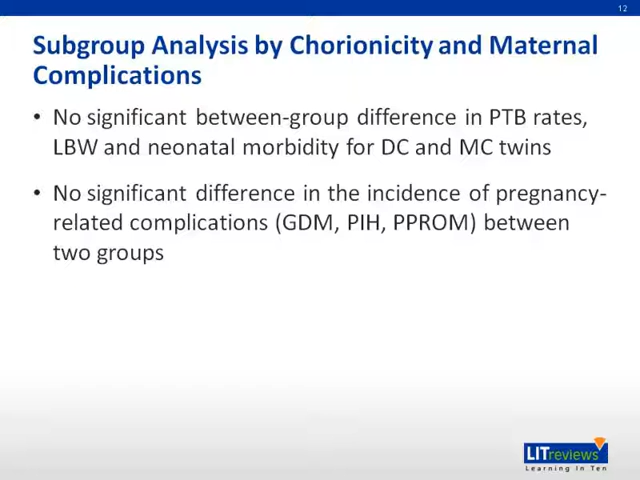 12
Subgroup Analysis by Chorionicity and Maternal
Complications
• No significant between-group difference in PTB rates,
LBW and neonatal morbidity for DC and MC twins
• No significant difference in the incidence of pregnancy-
related complications (GDM, PIH, PPROM) between
two groups
LITreviews
Learning In Ten